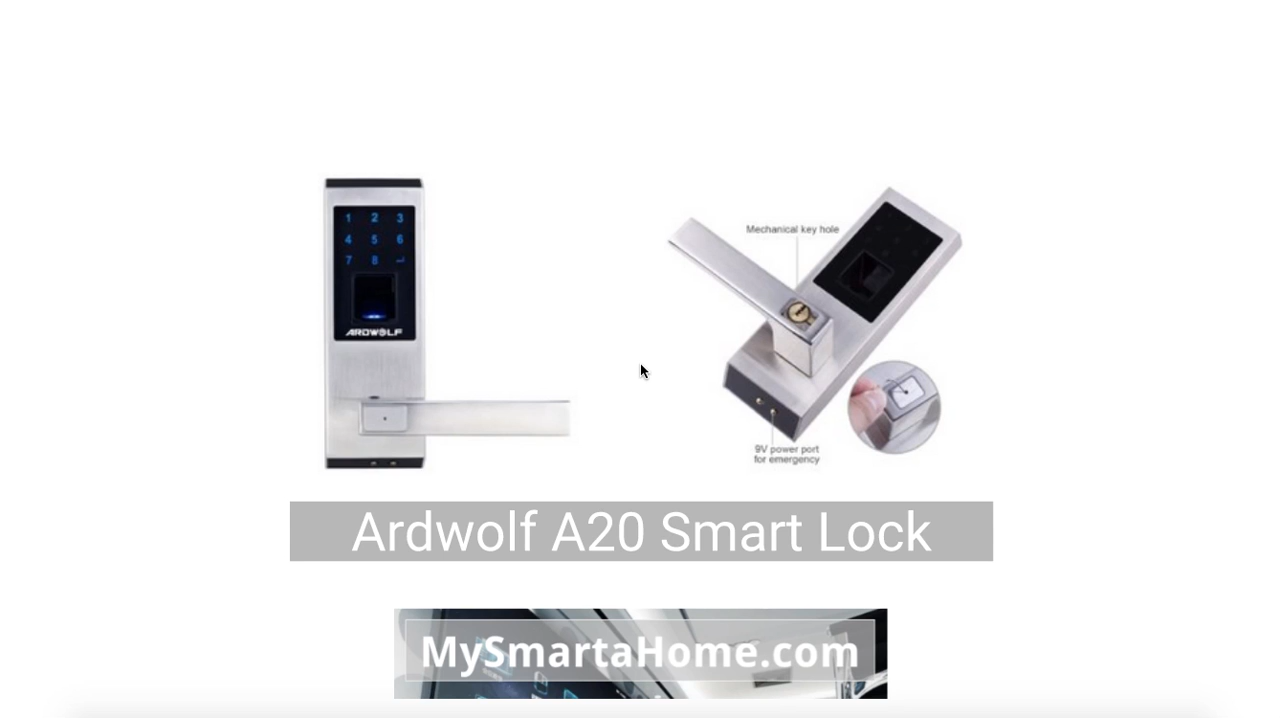 1 2 3
4 5 6
7 8
ARDWOLF
Mechanical key hole
9V power port
for emergency
Ardwolf A20 Smart Lock
MySmartaHome.com